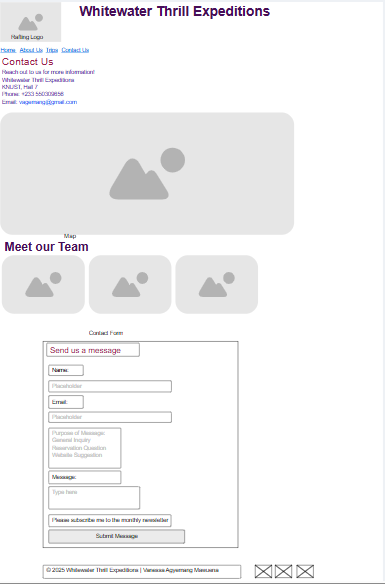 Whitewater Thrill Expeditions
Rafting Logo
Home About Us Trips Contact Us
Contact Us
Reach out to us for more information!
Whitewater Thrill Expeditions
KNUST, Hall 7
Phone: +233 550309656
Email: vagemang@gmail.com
Map
Meet our Team
Contact Form
Send us a message
Name:
Placeholder
Email:
Placeholder
Purpose of Message:
General Inquiry
Reservation Question
Website Suggestion
Message:
Type here
Please subscribe me to the monthly newsletter
Submit Message
© 2025 Whitewater Thrill Expeditions | Vanessa Agyemang Mawuena